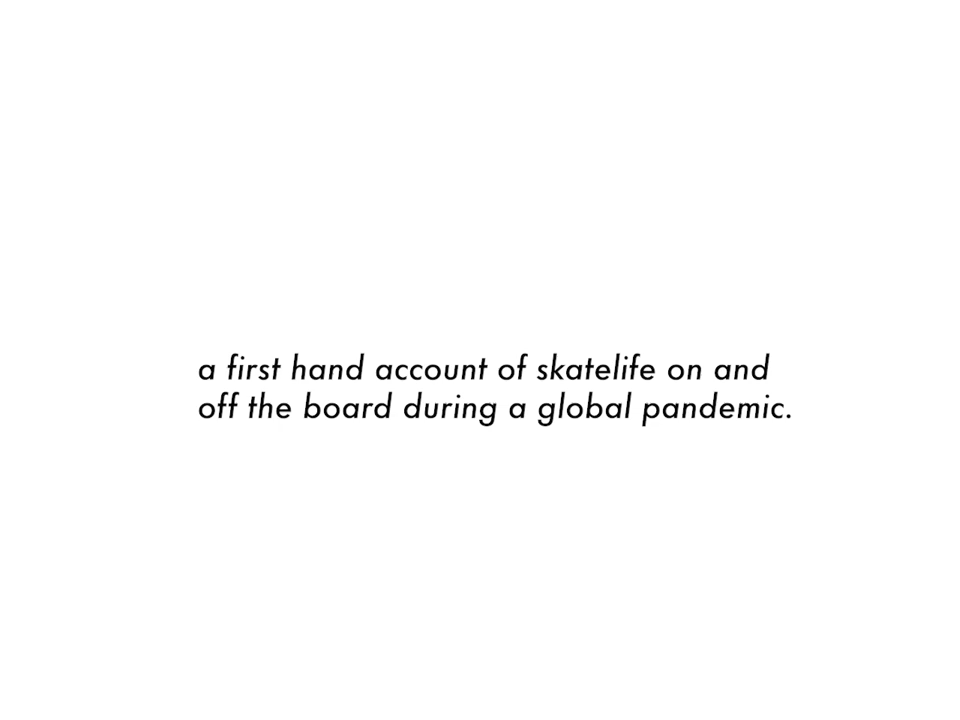 a first hand account of skatelife on and
off the board during a global pandemic.